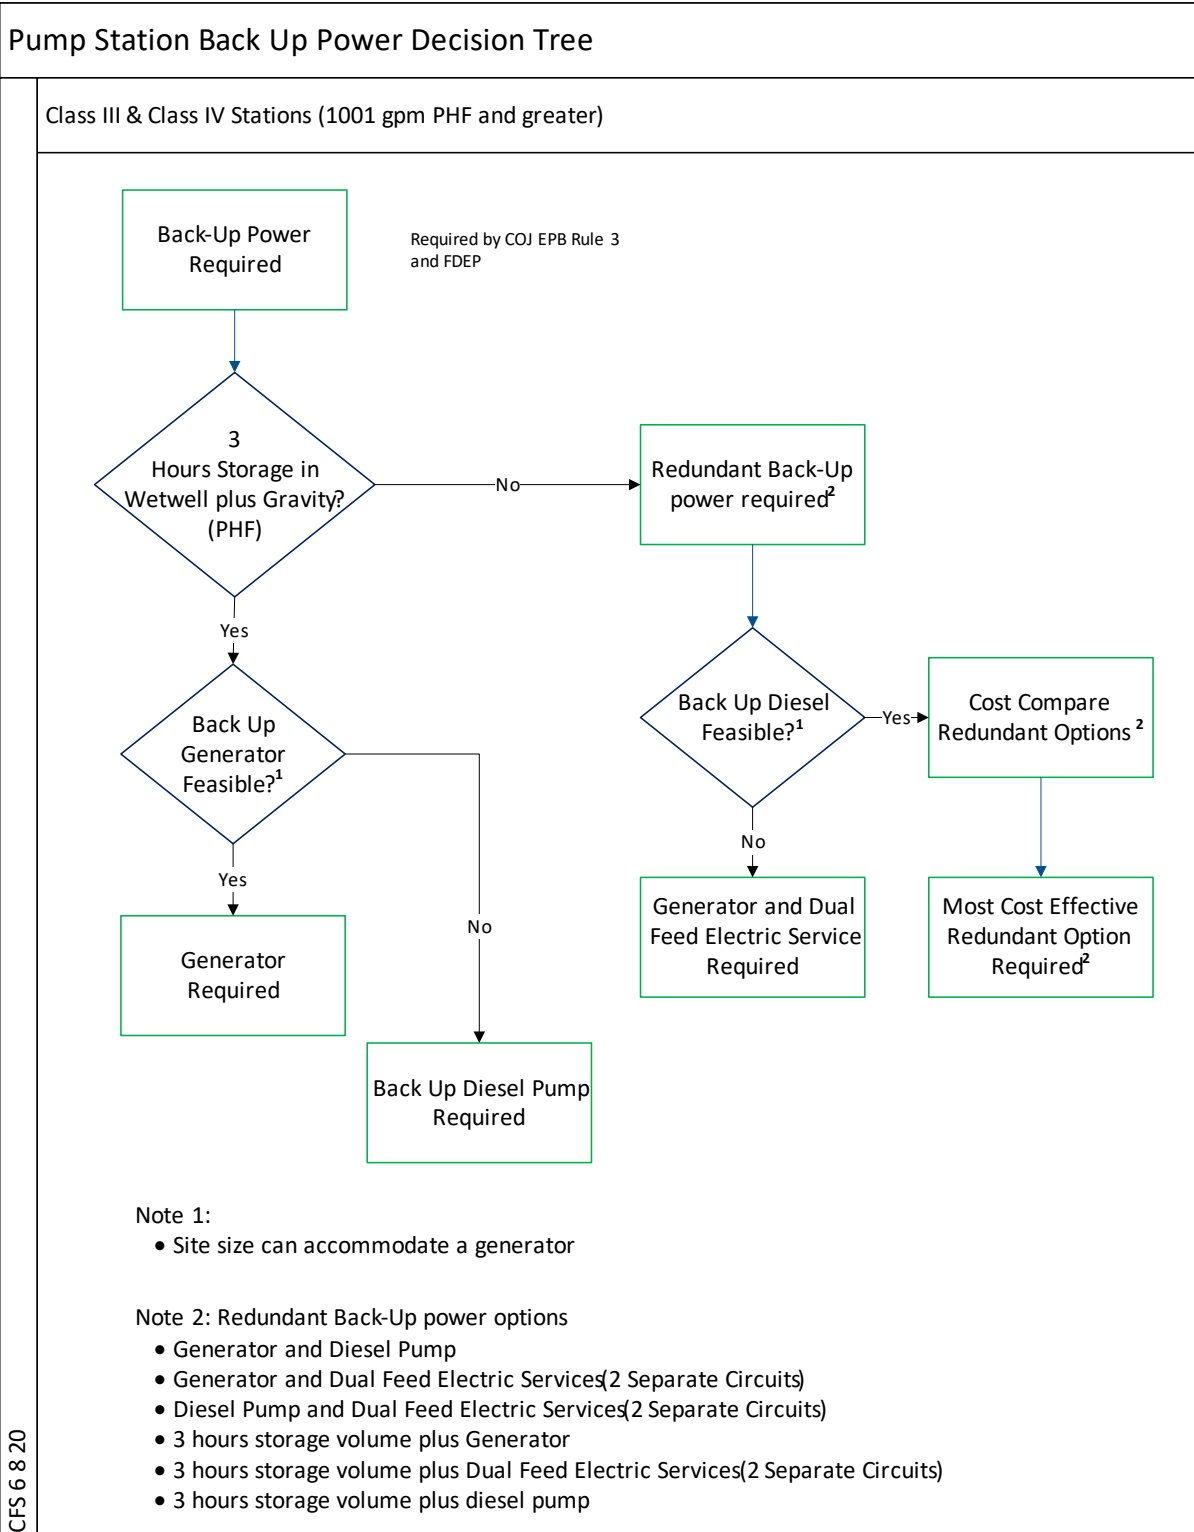 Pump Station Back Up Power Decision Tree
Class III & Class IV Stations (1001 gpm PHF and greater)
Back-Up Power
Required
Required by COJ EPB Rule 3
and FDEP
3
Hours Storage in
Wetwell plus Gravity?
(PHF)
No
Redundant Back-Up
power required2
Yes
Back Up
Generator
Feasible?1
Back Up Diesel
Feasible?1
Yes
Cost Compare
Redundant Options 2
No
Yes
No
Generator
Required
Generator and Dual
Feed Electric Service
Required
Most Cost Effective
Redundant Option
Required2
Back Up Diesel Pump
Required
Note 1:
• Site size can accommodate a generator
Note 2: Redundant Back-Up power options
• Generator and Diesel Pump
• Generator and Dual Feed Electric Services(2 Separate Circuits)
• Diesel Pump and Dual Feed Electric Services(2 Separate Circuits)
• 3 hours storage volume plus Generator
• 3 hours storage volume plus Dual Feed Electric Services(2 Separate Circuits)
• 3 hours storage volume plus diesel pump
CFS 6 8 20